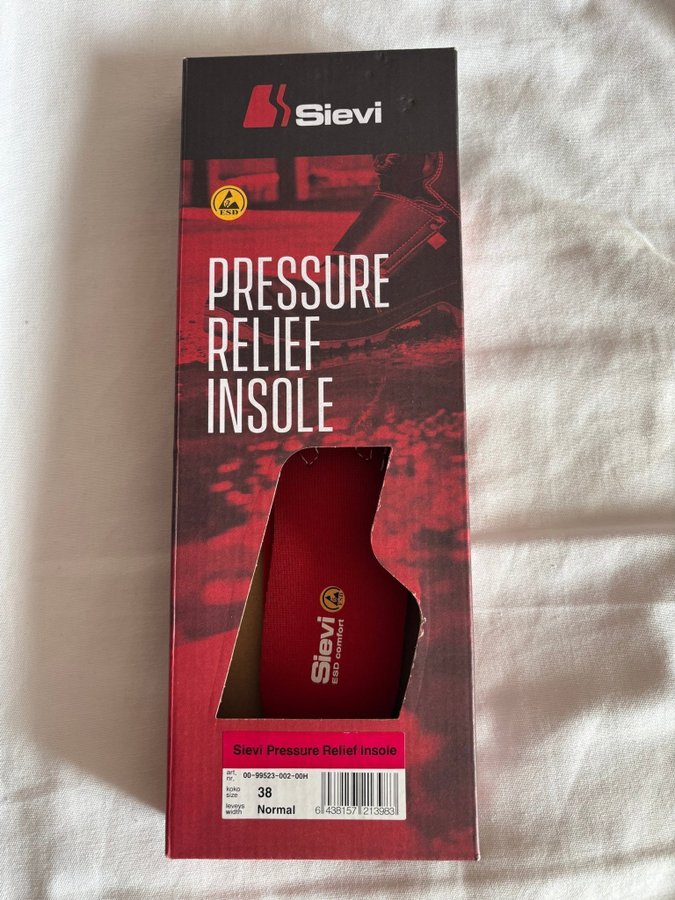 Sievi
ESD
PRESSURE
RELIEF
INSOLE
Sievi
ESD comfort
Sievi Pressure Relief insole
art. nr. 00-99523-002-00H
koko size 38
leveys width Normal
6 438157 213983